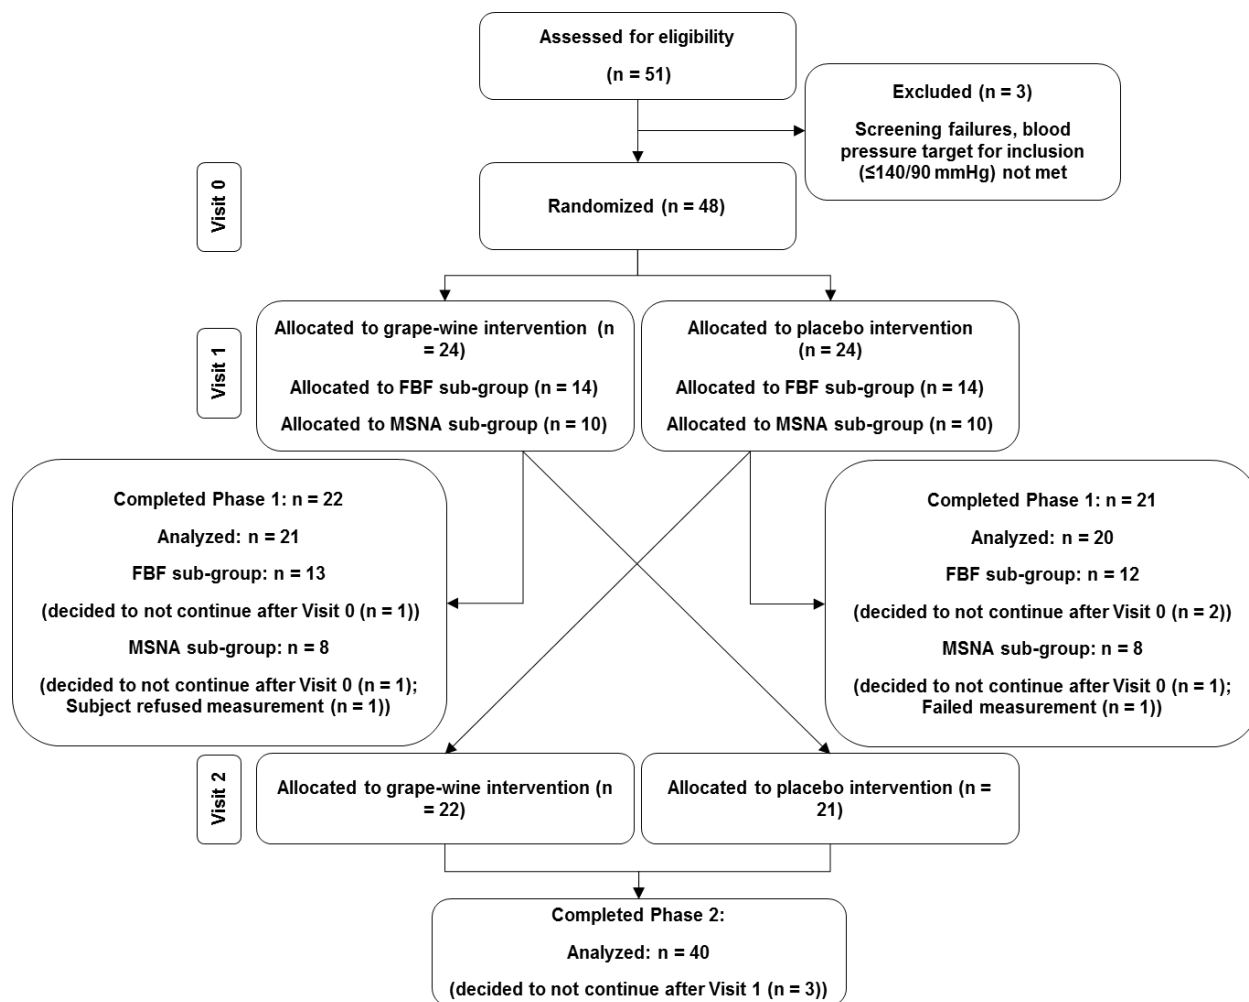 Assessed for eligibility
(n = 51)
Excluded (n = 3)
Screening failures, blood
pressure target for inclusion
(≤140/90 mmHg) not met
Visit 0
Randomized (n = 48)
Visit 1
Allocated to grape-wine intervention (n
= 24)
Allocated to FBF sub-group (n = 14)
Allocated to MSNA sub-group (n = 10)
Allocated to placebo intervention
(n = 24)
Allocated to FBF sub-group (n = 14)
Allocated to MSNA sub-group (n = 10)
Completed Phase 1: n = 22
Analyzed: n = 21
FBF sub-group: n = 13
(decided to not continue after Visit 0 (n = 1))
MSNA sub-group: n = 8
(decided to not continue after Visit 0 (n = 1);
Subject refused measurement (n = 1))
Completed Phase 1: n = 21
Analyzed: n = 20
FBF sub-group: n = 12
(decided to not continue after Visit 0 (n = 2))
MSNA sub-group: n = 8
(decided to not continue after Visit 0 (n = 1);
Failed measurement (n = 1))
Visit 2
Allocated to grape-wine intervention (n
= 22)
Allocated to placebo intervention (n =
21)
Completed Phase 2:
Analyzed: n = 40
(decided to not continue after Visit 1 (n = 3))